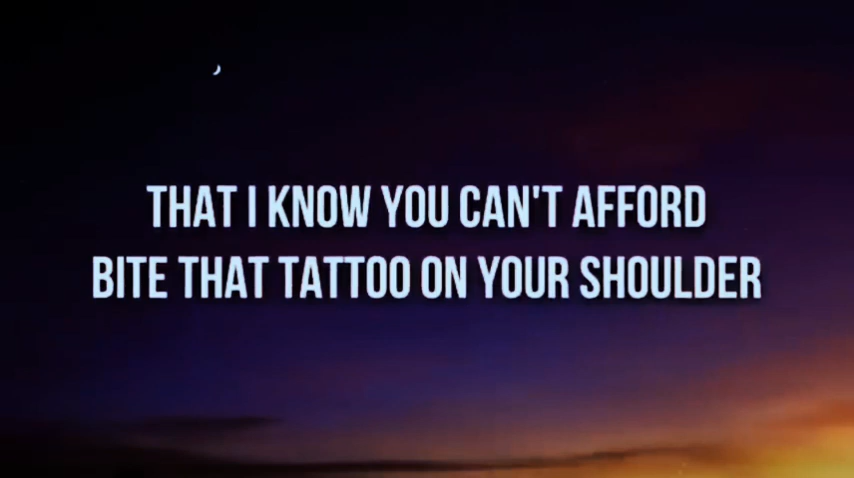 THAT I KNOW YOU CAN'T AFFORD
BITE THAT TATTOO ON YOUR SHOULDER